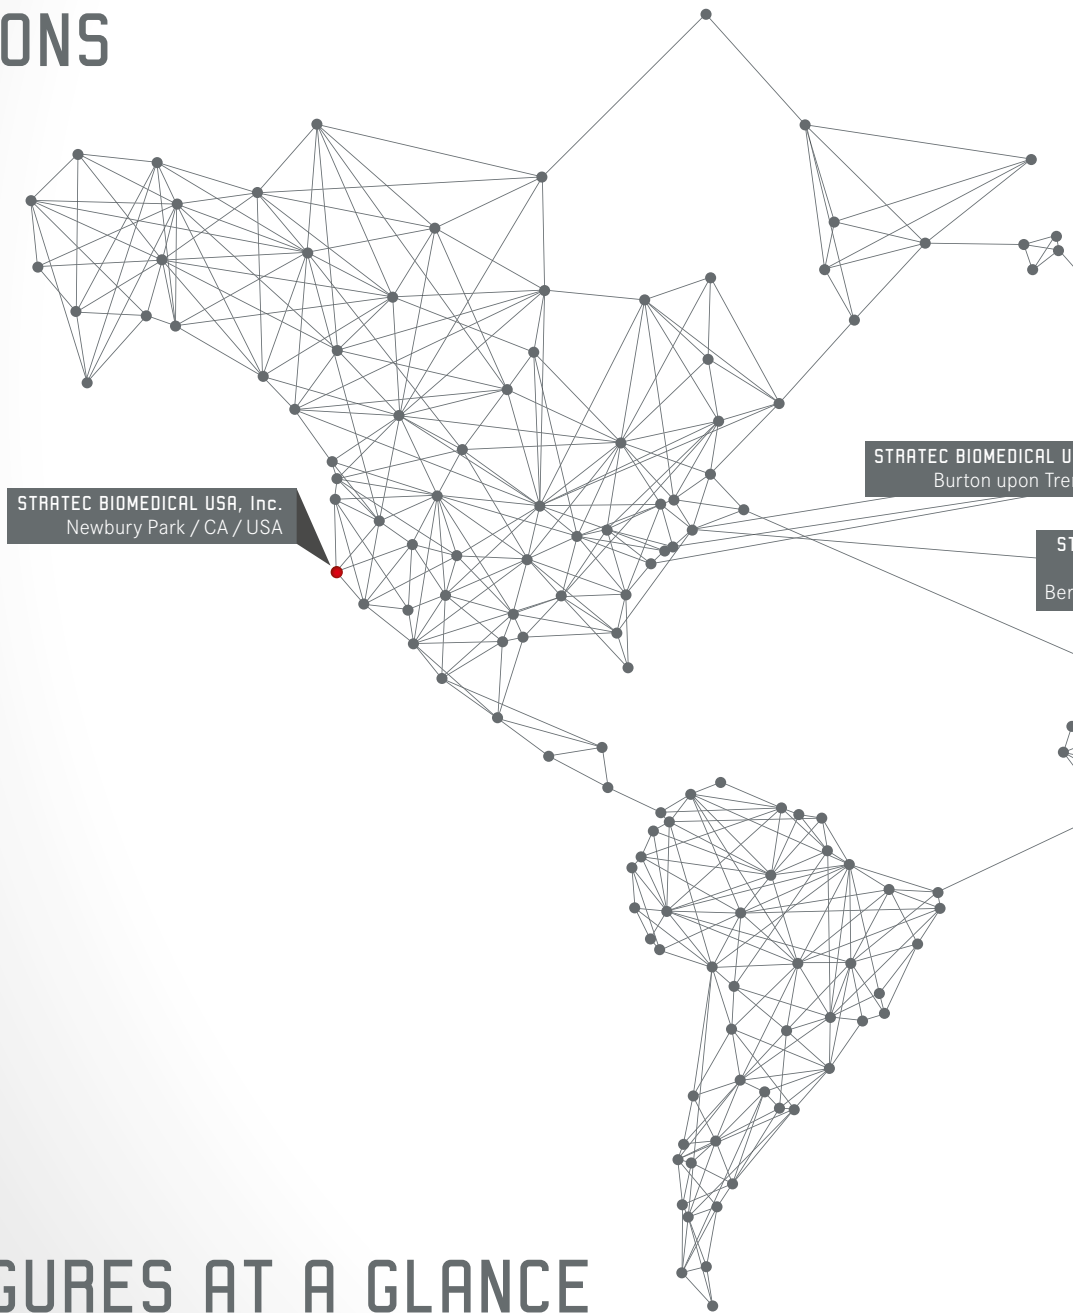 ONS
STRATEC BIOMEDICAL U
Burton upon Tre
STRATEC BIOMEDICAL USA, Inc.
Newbury Park / CA / USA
ST
Ber
GURES AT A GLANCE